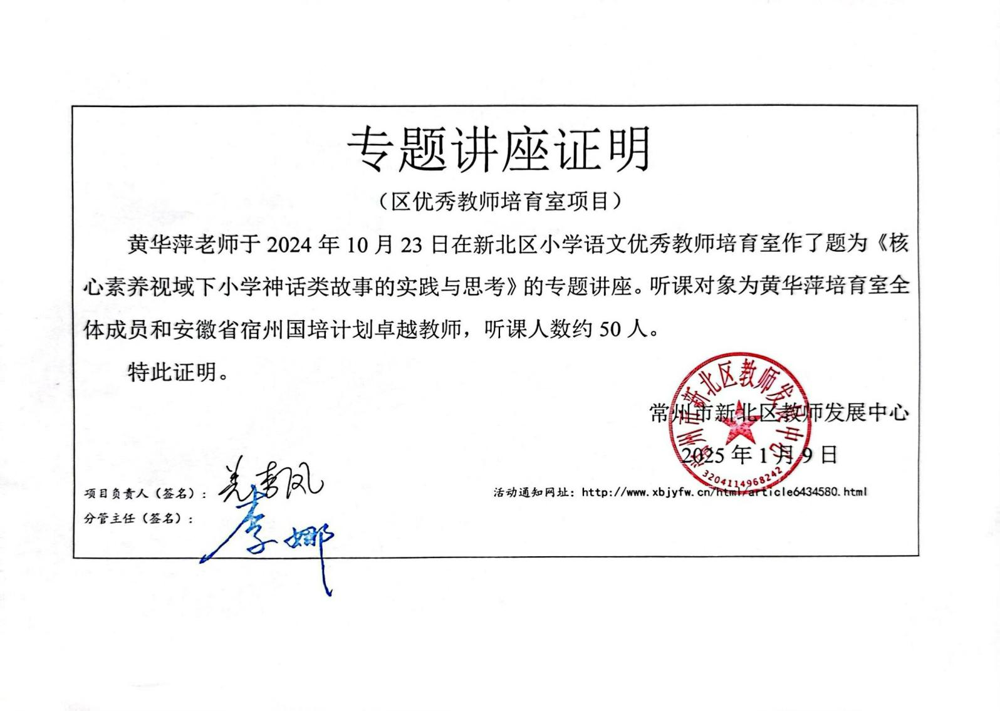 专题讲座证明
（区优秀教师培育室项目）
黄华萍老师于 2024 年 10 月 23 日在新北区小学语文优秀教师培育室作了题为《核
心素养视域下小学神话类故事的实践与思考》的专题讲座。听课对象为黄华萍培育室全
体成员和安徽省宿州国培计划卓越教师，听课人数约 50 人。
特此证明。
常州市新北区教师发展中心
2025 年 1 月 9 日
常州市新北区教师发展中心
3204114968242
项目负责人（签名）：
活动通知网址：http://www.xbjyfw.cn/html/article6434580.html
分管主任（签名）：李娜